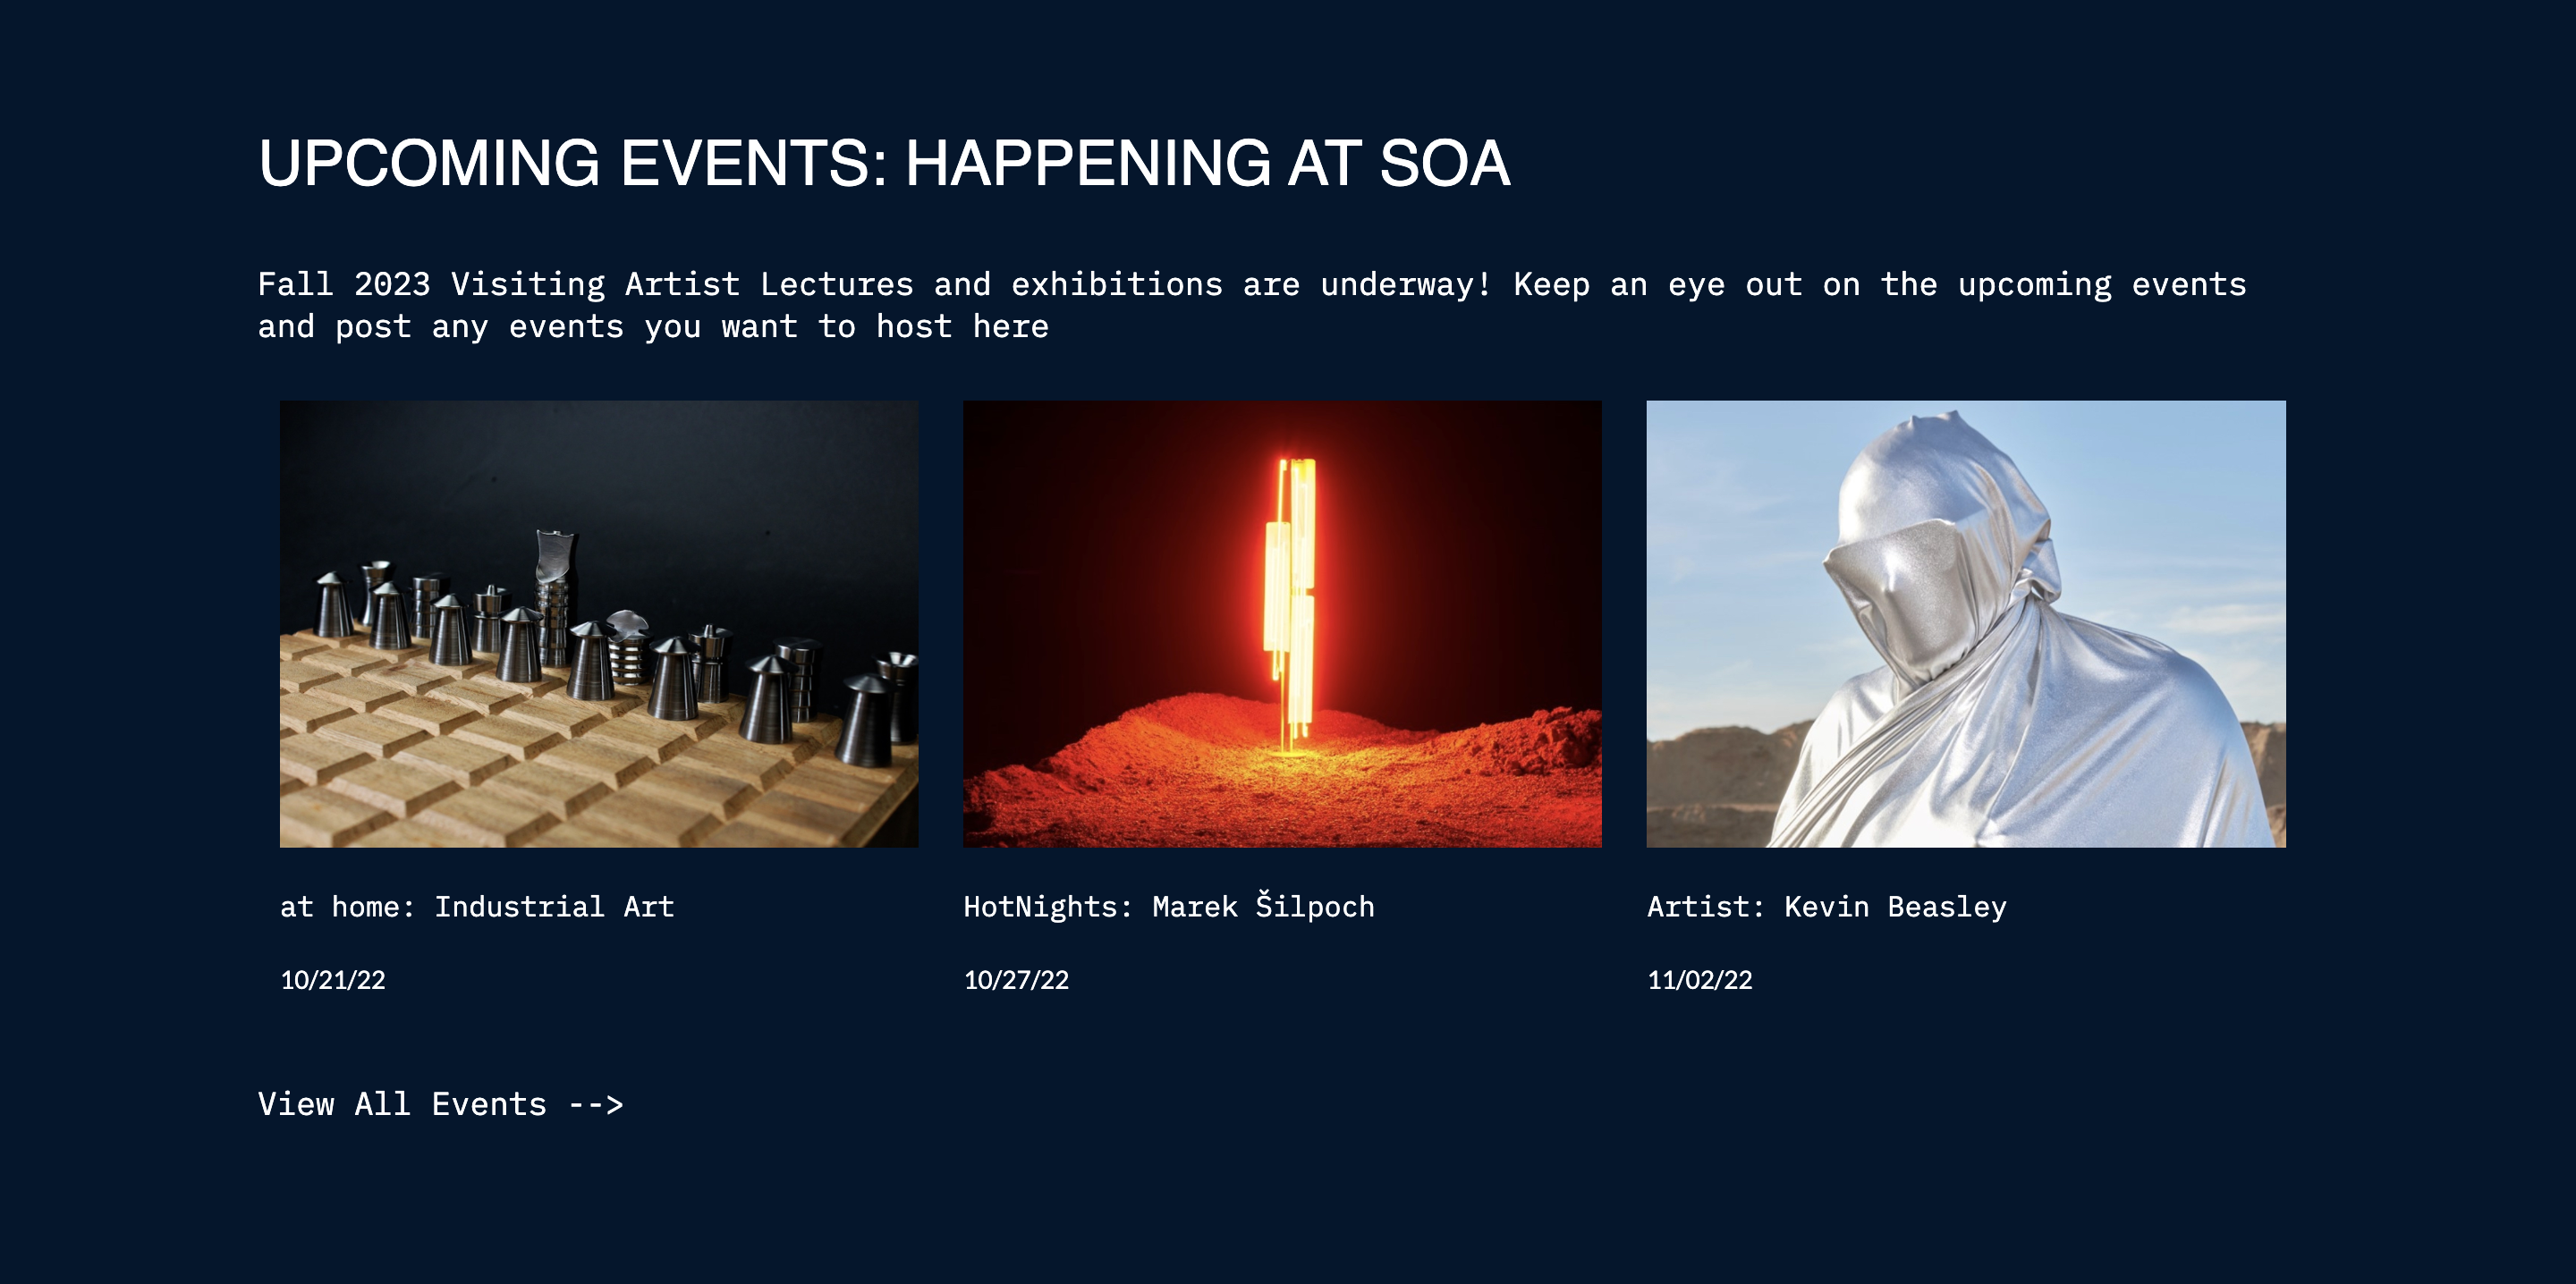 UPCOMING EVENTS: HAPPENING AT SOA
Fall 2023 Visiting Artist Lectures and exhibitions are underway! Keep an eye out on the upcoming events
and post any events you want to host here
at home: Industrial Art
10/21/22
HotNights: Marek Šilpoch
10/27/22
Artist: Kevin Beasley
11/02/22
View All Events -->